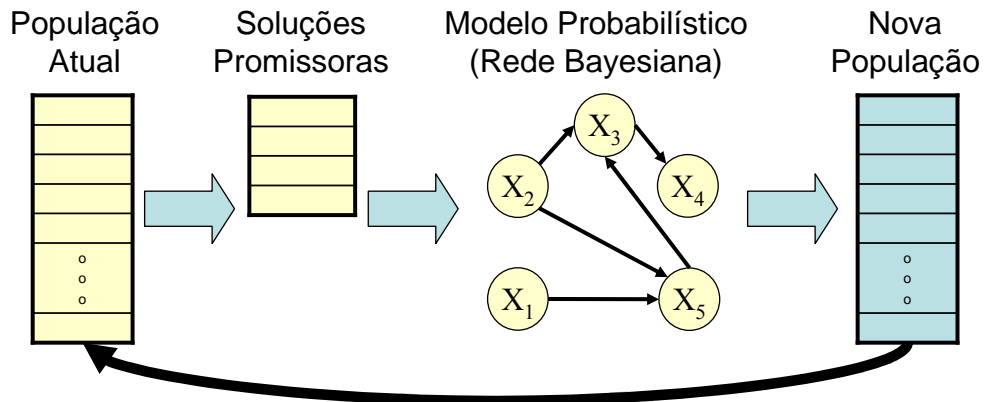 População
Atual
Soluções
Promissoras
Modelo Probabilístico
(Rede Bayesiana)
Nova
População
X3
X2
X4
X1
X5